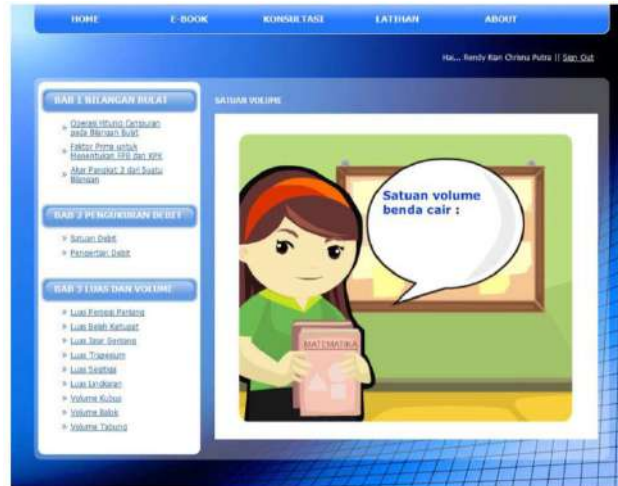 HOME E-BOOK KONSULTASI LATIHAN ABOUT
Hai... Rendy Rian Chrisna Putra || Sign Out
BAB 1 BILANGAN BULAT
SATUAN VOLUME
» Operasi Hitung Campuran
pada Bilangan Bulat
» Faktor Prima untuk
Menentukan FPB dan KPK
» Akar Pangkat 3 dari Suatu
Bilangan
BAB 2 PENGUKURAN DEBIT
» Satuan Debit
» Pengertian Debit
BAB 3 LUAS DAN VOLUME
» Luas Persegi Panjang
» Luas Belah Ketupat
» Luas Jajar Genjang
» Luas Trapesium
» Luas Segitiga
» Luas Lingkaran
» Volume Kubus
» Volume Balok
» Volume Tabung
Satuan volume
benda cair :
MATEMATIKA